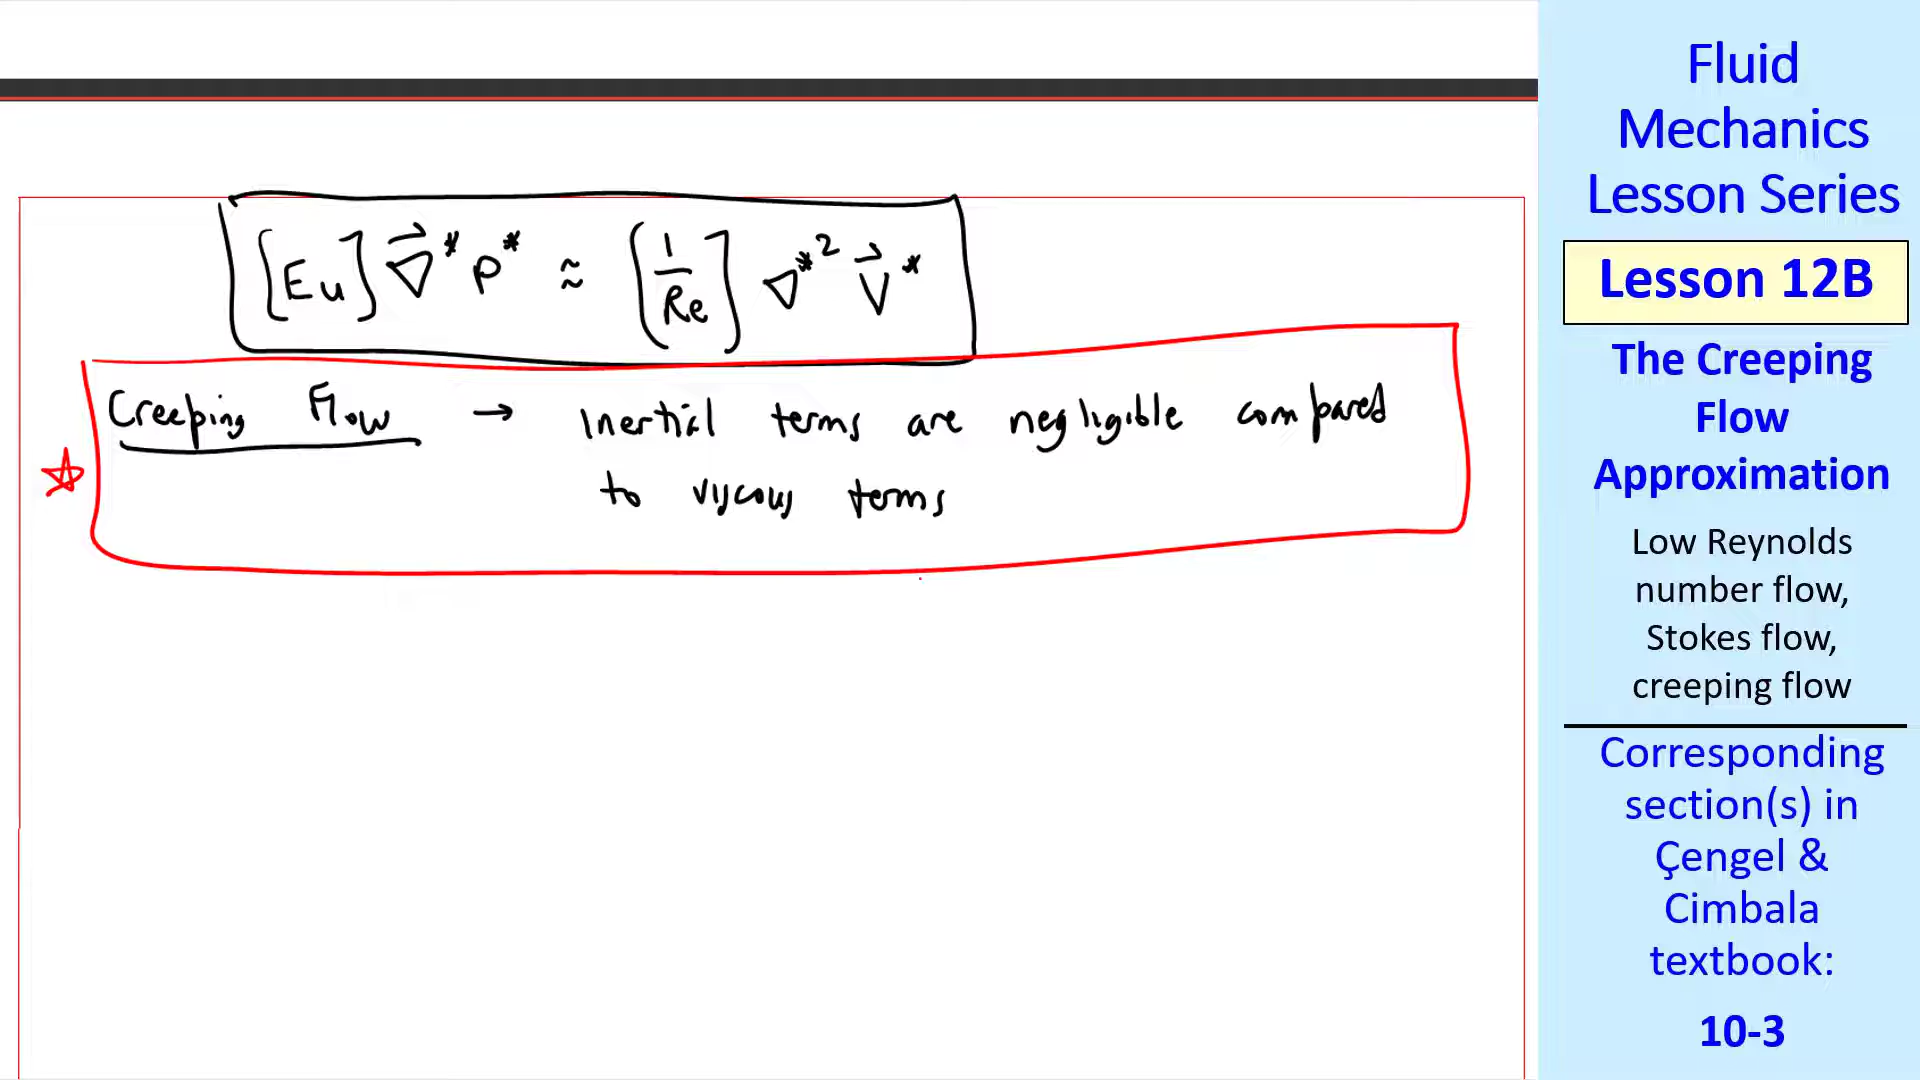 [Eu] ∇⃗* P* ≈ [1/Re] ∇*² V⃗*
Creeping Flow → Inertial terms are negligible compared
to viscous terms
Fluid
Mechanics
Lesson Series
Lesson 12B
The Creeping
Flow
Approximation
Low Reynolds
number flow,
Stokes flow,
creeping flow
Corresponding
section(s) in
Çengel &
Cimbala
textbook:
10-3